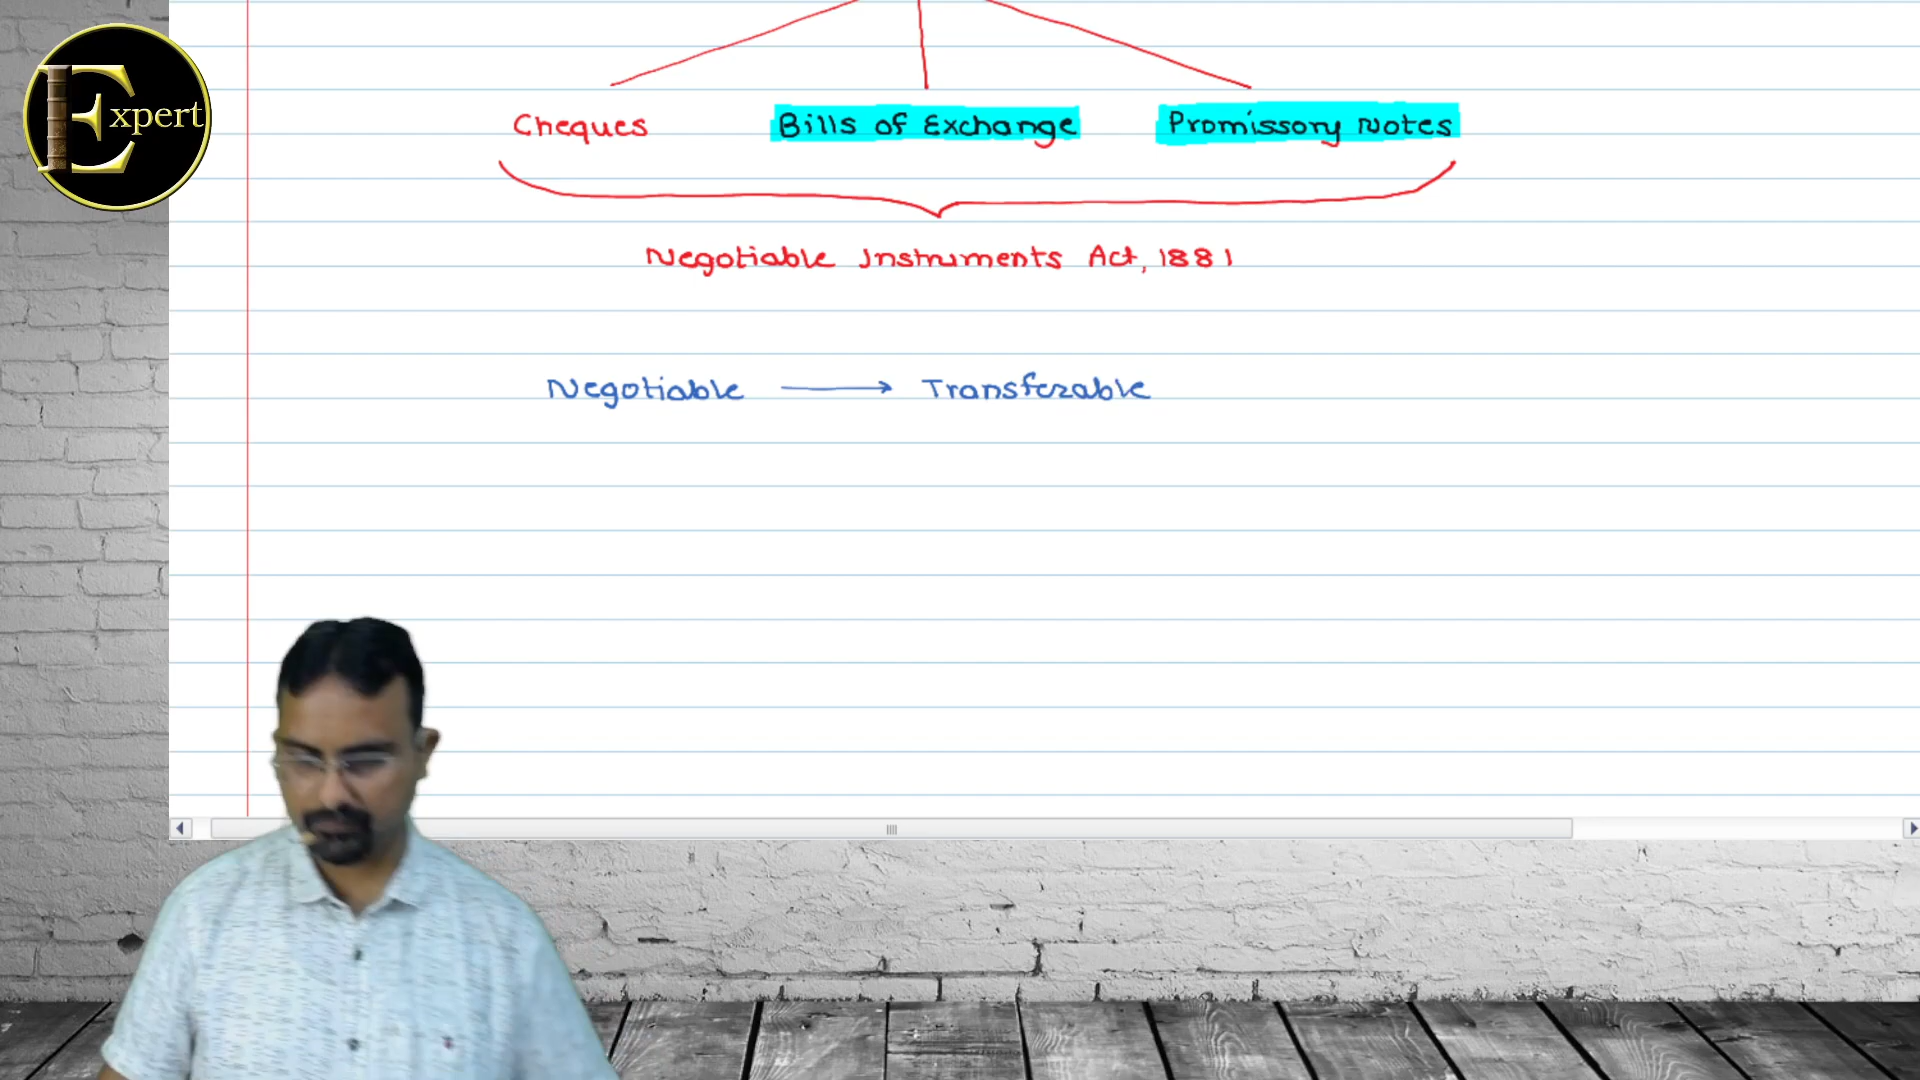 Expert
Cheques Bills of Exchange Promissory Notes
Negotiable Instruments Act, 1881
Negotiable → Transferable